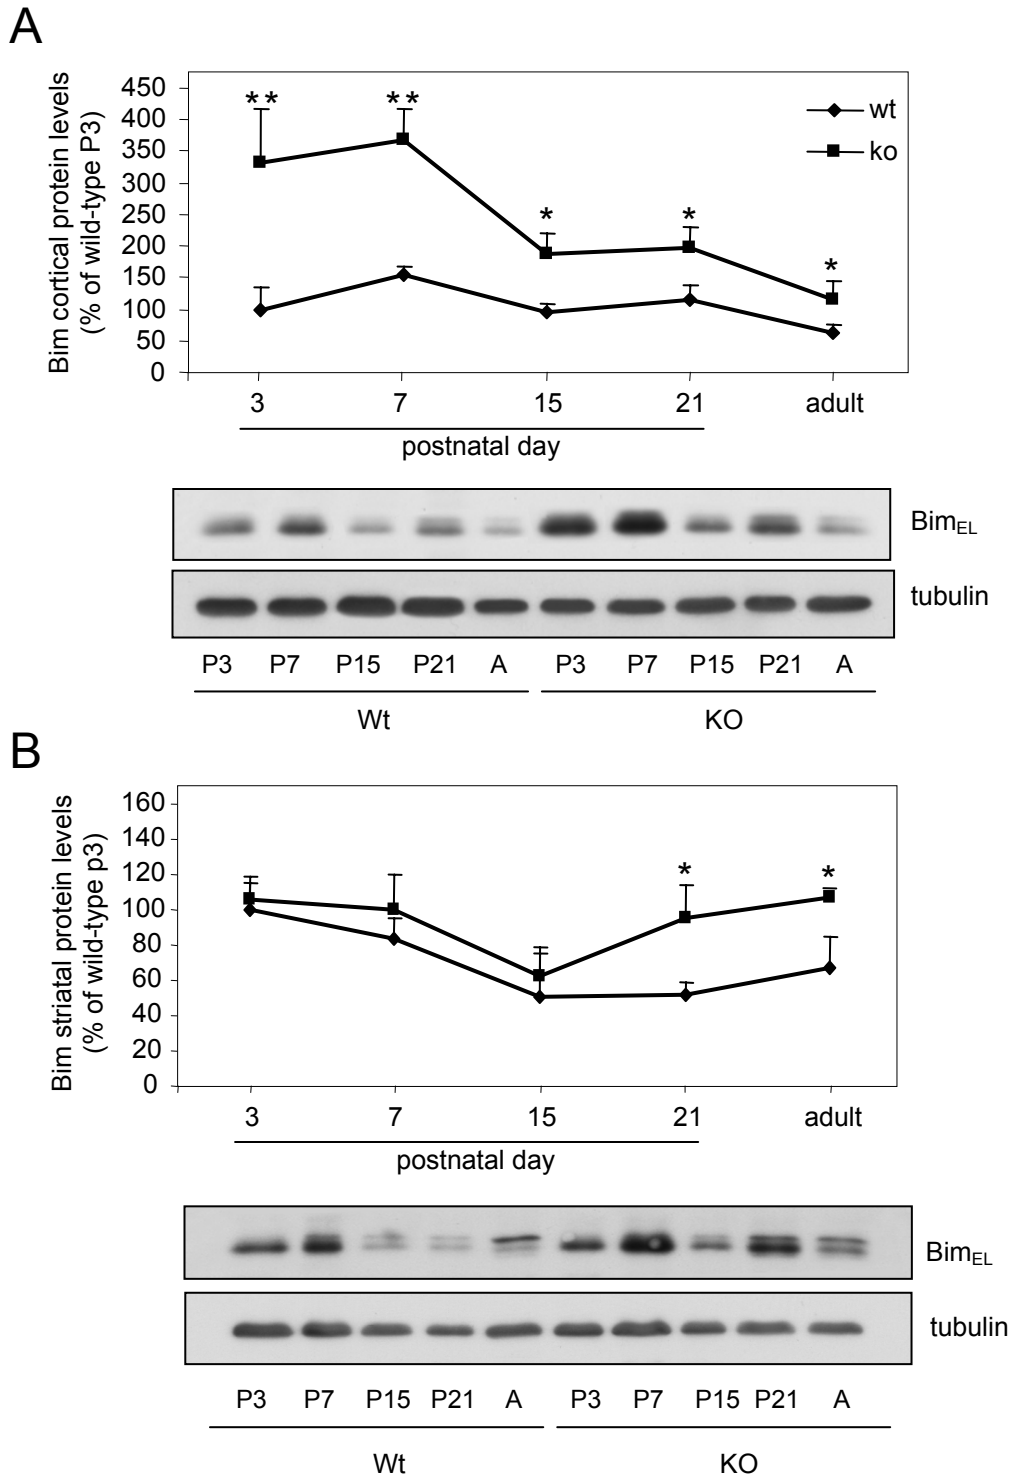 A
Bim cortical protein levels
(% of wild-type P3)
450
400
350
300
250
200
150
100
50
0
** ** * * *
wt
ko
3 7 15 21 adult
postnatal day
BimEL
tubulin
P3 P7 P15 P21 A P3 P7 P15 P21 A
Wt KO
B
Bim striatal protein levels
(% of wild-type p3)
160
140
120
100
80
60
40
20
0
* *
3 7 15 21 adult
postnatal day
BimEL
tubulin
P3 P7 P15 P21 A P3 P7 P15 P21 A
Wt KO